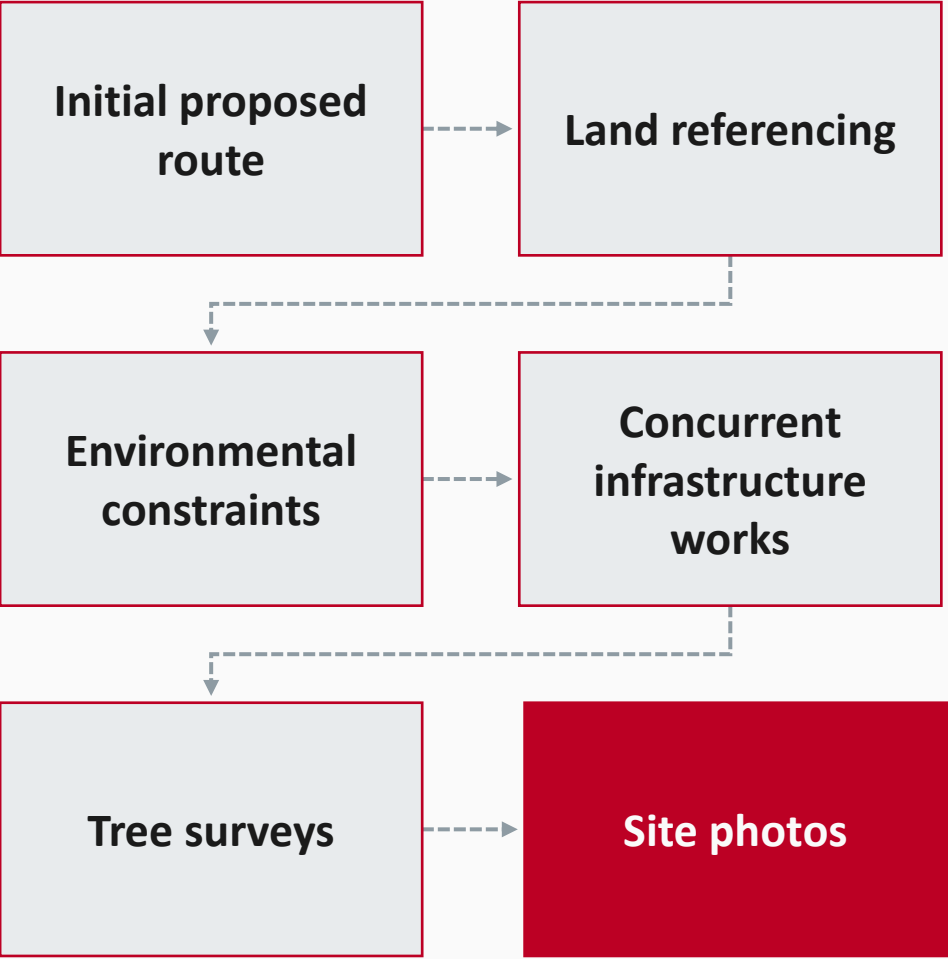 Initial proposed
route
Land referencing
Environmental
constraints
Concurrent
infrastructure
works
Tree surveys
Site photos